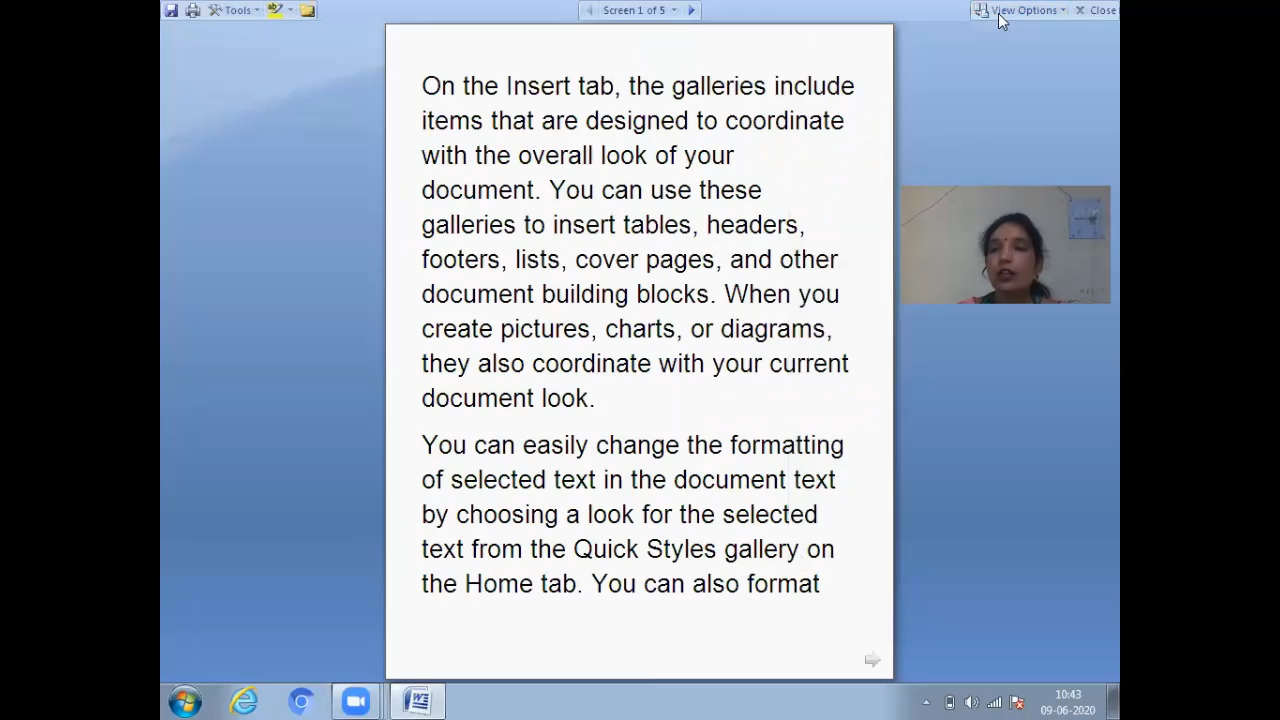 Tools
Screen 1 of 5
View Options
Close
On the Insert tab, the galleries include
items that are designed to coordinate
with the overall look of your
document. You can use these
galleries to insert tables, headers,
footers, lists, cover pages, and other
document building blocks. When you
create pictures, charts, or diagrams,
they also coordinate with your current
document look.
You can easily change the formatting
of selected text in the document text
by choosing a look for the selected
text from the Quick Styles gallery on
the Home tab. You can also format
10:43
09-06-2020